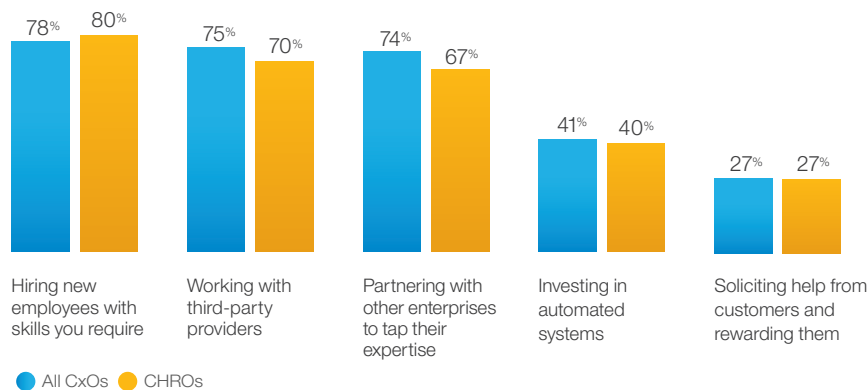 78% 80%
75% 70%
74% 67%
41% 40%
27% 27%
Hiring new
employees with
skills you require
Working with
third-party
providers
Partnering with
other enterprises
to tap their
expertise
Investing in
automated
systems
Soliciting help from
customers and
rewarding them
All CxOs CHROs